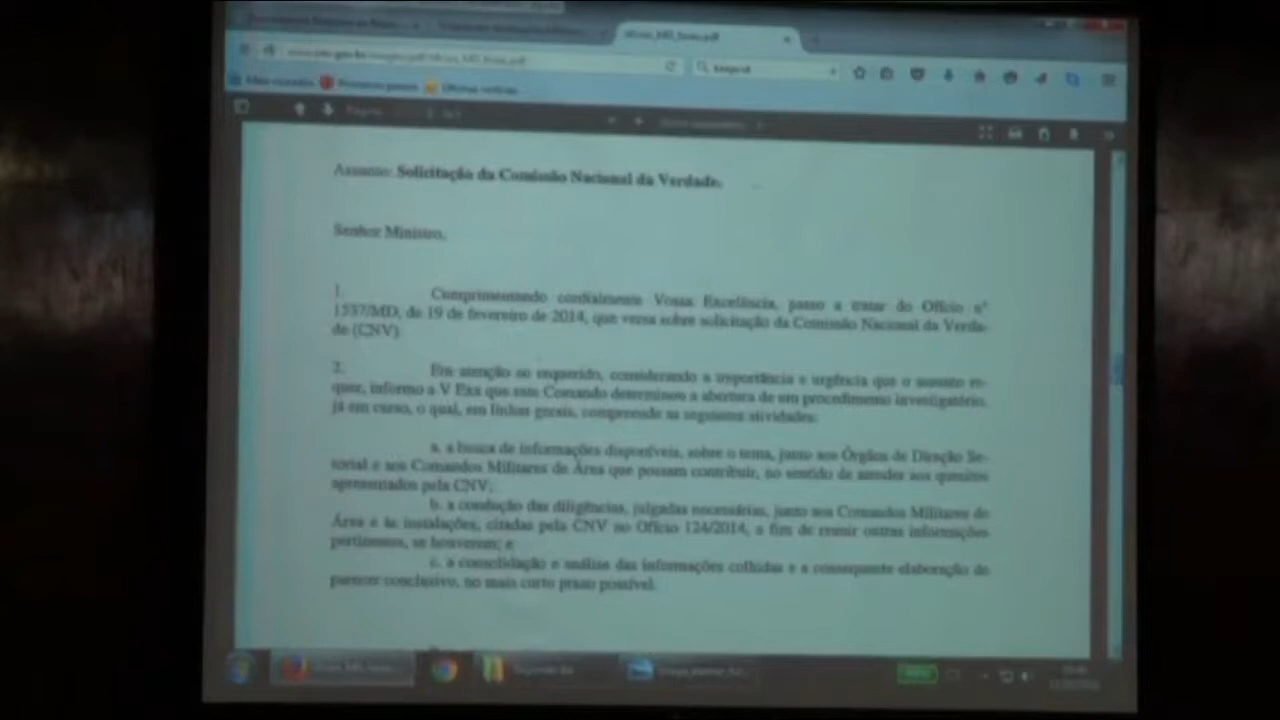 Assunto: Solicitação da Comissão Nacional da Verdade.
Senhor Ministro,
1. Cumprimentando cordialmente Vossa Excelência, passo a tratar do Ofício nº
1537/MD, de 19 de fevereiro de 2014, que versa sobre solicitação da Comissão Nacional da Verda-
de (CNV).
2. Em atenção ao requerido, considerando a importância e urgência que o assunto re-
quer, informo a V Exa que este Comando determinou a abertura de um procedimento investigatório,
já em curso, o qual, em linhas gerais, compreende as seguintes atividades:
a. a busca de informações disponíveis, sobre o tema, junto aos Órgãos de Direção Se-
torial e aos Comandos Militares de Área que possam contribuir, no sentido de atender aos quesitos
apresentados pela CNV;
b. a condução das diligências, julgadas necessárias, junto aos Comandos Militares de
Área e às instalações, citadas pela CNV no Ofício 124/2014, a fim de reunir outras informações
pertinentes, se houverem; e
c. a consolidação e análise das informações colhidas e a consequente elaboração de
parecer conclusivo, no mais curto prazo possível.